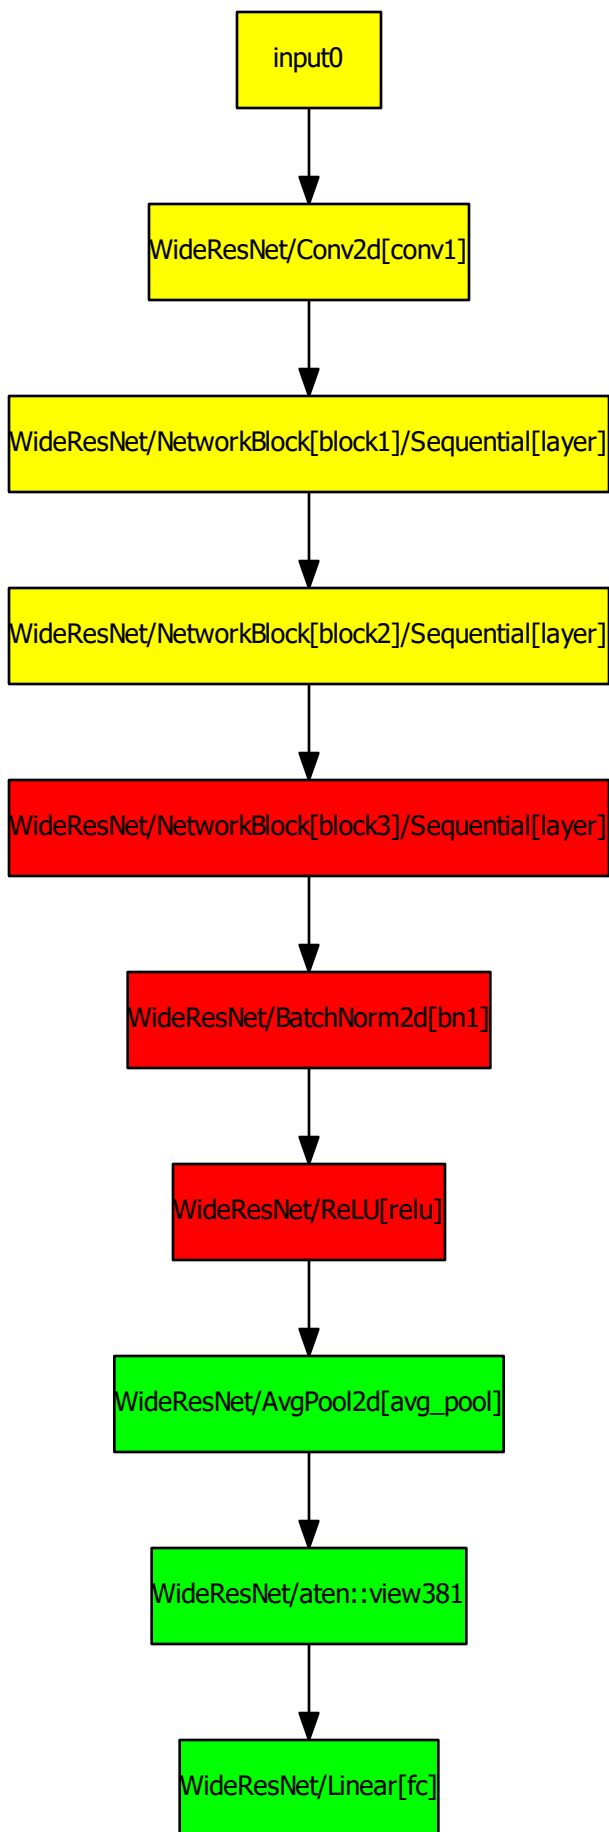 input0
WideResNet/Conv2d[conv1]
WideResNet/NetworkBlock[block1]/Sequential[layer]
WideResNet/NetworkBlock[block2]/Sequential[layer]
WideResNet/NetworkBlock[block3]/Sequential[layer]
WideResNet/BatchNorm2d[bn1]
WideResNet/ReLU[relu]
WideResNet/AvgPool2d[avg_pool]
WideResNet/aten::view381
WideResNet/Linear[fc]